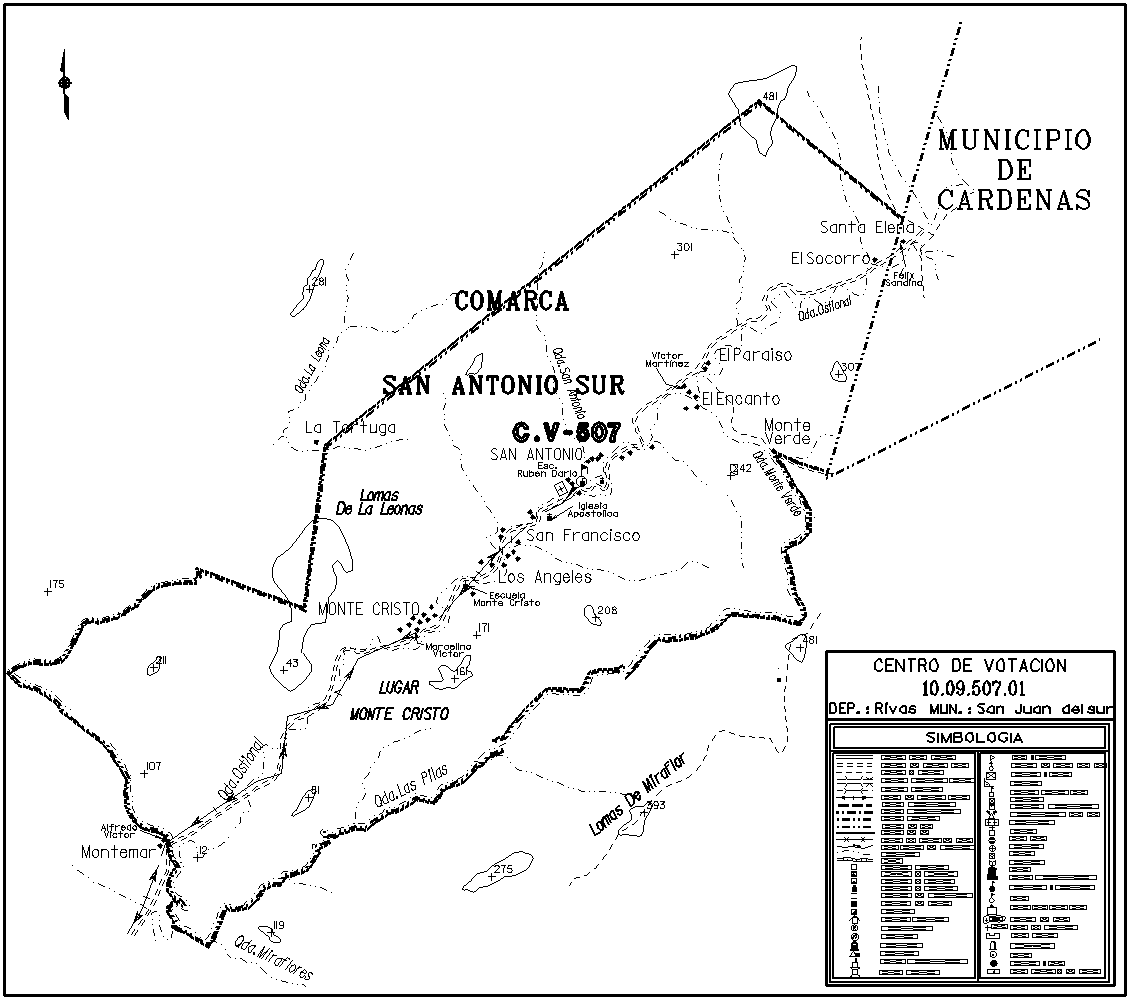 481
MUNICIPIO
DE
CARDENAS
Santa Elena
301
El Socorro
Felix
Sandino
281
COMARCA
Qda. Ostional
Qda. La Leona
Qda. San Antonio
Victor
Martinez
El Paraiso
307
SAN ANTONIO SUR
El Encanto
La Tortuga
C.V-507
Monte
Verde
SAN ANTONIO
Esc.
Ruben Dario
242
Qda. Monte Verde
Lomas
De La Leonas
Iglesia
Apostolica
San Francisco
Los Angeles
175
Escuela
Monte Cristo
MONTE CRISTO
208
171
Marcelino
Victor
481
211
43
161
LUGAR
MONTE CRISTO
CENTRO DE VOTACION
10.09.507.01
DEP.: Rivas MUN.: San Juan del sur
SIMBOLOGIA
107
Qda. Ostional
81
Qda. Las Pilas
Lomas De Miraflor
393
Alfredo
Victor
Montemar
12
275
119
Qda. Miraflores